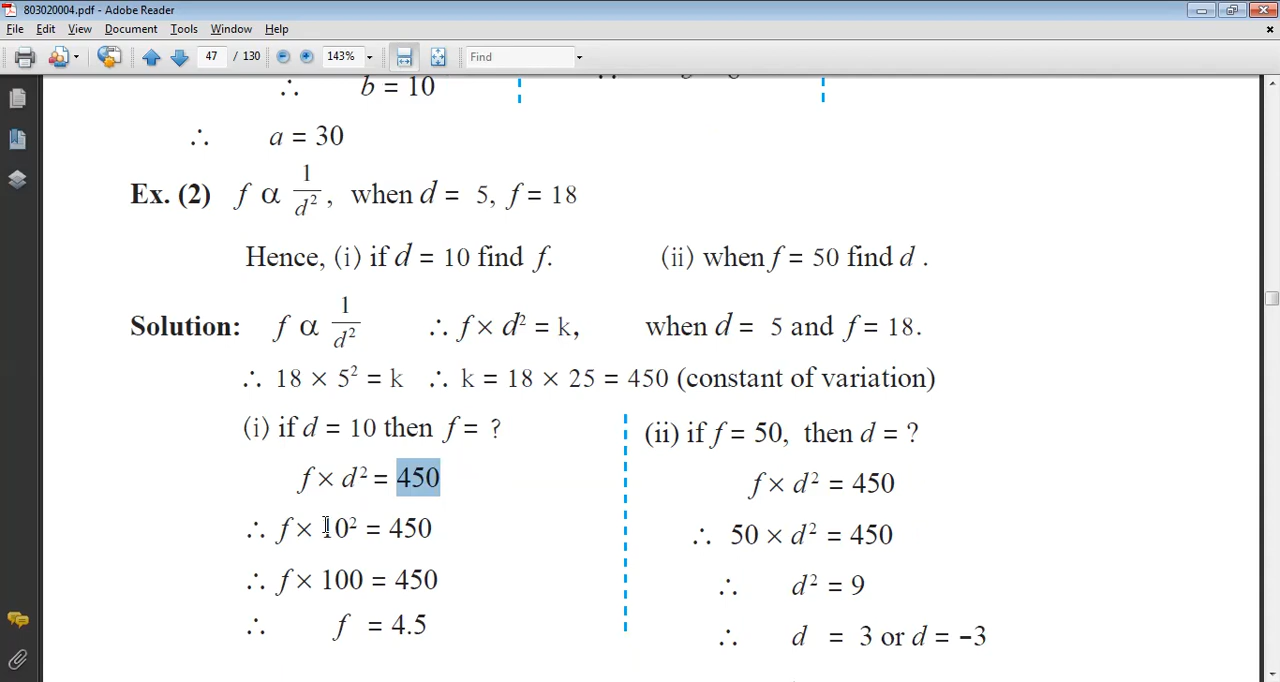 803020004.pdf - Adobe Reader
File Edit View Document Tools Window Help
47 / 130 143% Find
∴ b = 10
∴ a = 30
Ex. (2) f α 1/d², when d = 5, f = 18
Hence, (i) if d = 10 find f. (ii) when f = 50 find d .
Solution: f α 1/d² ∴ f × d² = k, when d = 5 and f = 18.
∴ 18 × 5² = k ∴ k = 18 × 25 = 450 (constant of variation)
(i) if d = 10 then f = ?
f × d² = 450
∴ f × 10² = 450
∴ f × 100 = 450
∴ f = 4.5
(ii) if f = 50, then d = ?
f × d² = 450
∴ 50 × d² = 450
∴ d² = 9
∴ d = 3 or d = −3